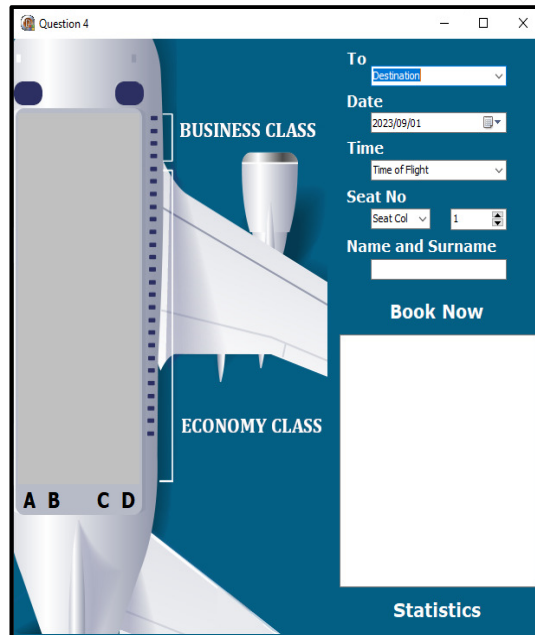 Question 4
To
Destination
Date
2023/09/01
Time
Time of Flight
Seat No
Seat Col 1
Name and Surname
Book Now
BUSINESS CLASS
ECONOMY CLASS
A B C D
Statistics